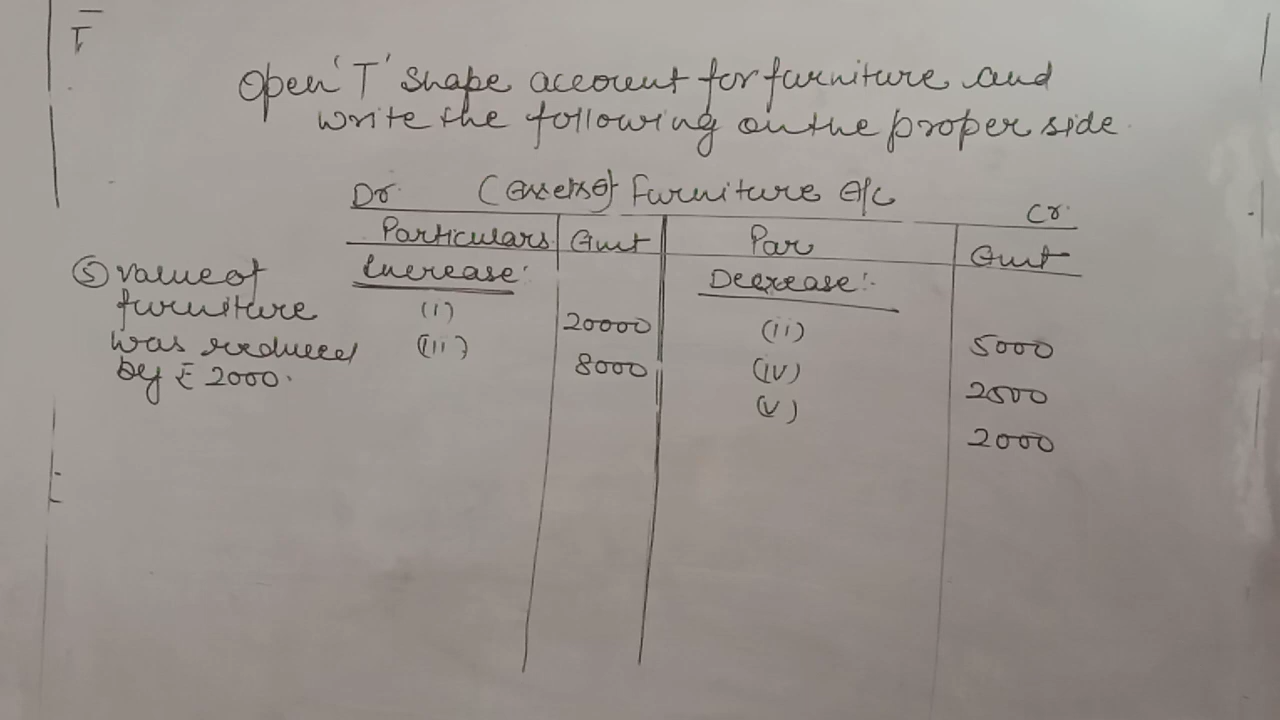 Open 'T' shape account for furniture and
write the following on the proper side.
Dr. (Assets) Furniture A/c Cr.
Particulars Amt Par Amt
Increase: Decrease:-
(i) 20000 (ii) 5000
(iii) 8000 (iv) 2500
(v) 2000
⑤ Value of
furniture
was reduced
by ₹ 2000.